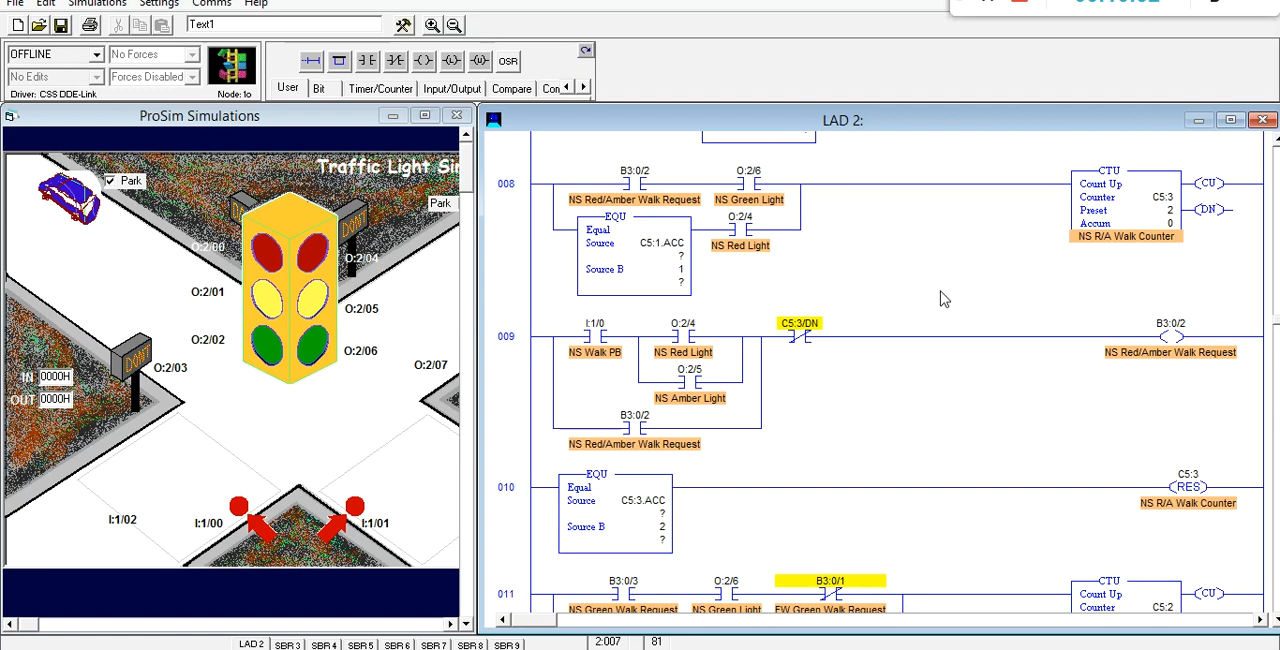 File Edit Simulations Settings Comms Help
Text1
OFFLINE No Forces
No Edits Forces Disabled
Driver: CSS DDE-Link Node: 1o
OSR
User Bit Timer/Counter Input/Output Compare
ProSim Simulations
Traffic Light
Park
Park
DONT
O:2/00
O:2/04
O:2/01
O:2/05
O:2/02
O:2/06
DONT
O:2/03
O:2/07
IN 0000H
OUT 0000H
I:1/02
I:1/00
I:1/01
LAD 2:
008
B3:0/2 O:2/6
NS Red/Amber Walk Request NS Green Light
EQU
Equal
Source C5:1.ACC
?
Source B 1
?
O:2/4
NS Red Light
CTU
Count Up
Counter C5:3
Preset 2
Accum 0
NS R/A Walk Counter
CU
DN
009
I:1/0 O:2/4 C5:3/DN B3:0/2
NS Walk PB NS Red Light NS Red/Amber Walk Request
O:2/5
NS Amber Light
B3:0/2
NS Red/Amber Walk Request
010
EQU
Equal
Source C5:3.ACC
?
Source B 2
?
C5:3
RES
NS R/A Walk Counter
011
B3:0/3 O:2/6 B3:0/1
NS Green Walk Request NS Green Light EW Green Walk Request
CTU
Count Up
Counter C5:2
CU
LAD 2 SBR 3 SBR 4 SBR 5 SBR 6 SBR 7 SBR 8 SBR 9
2:007 81